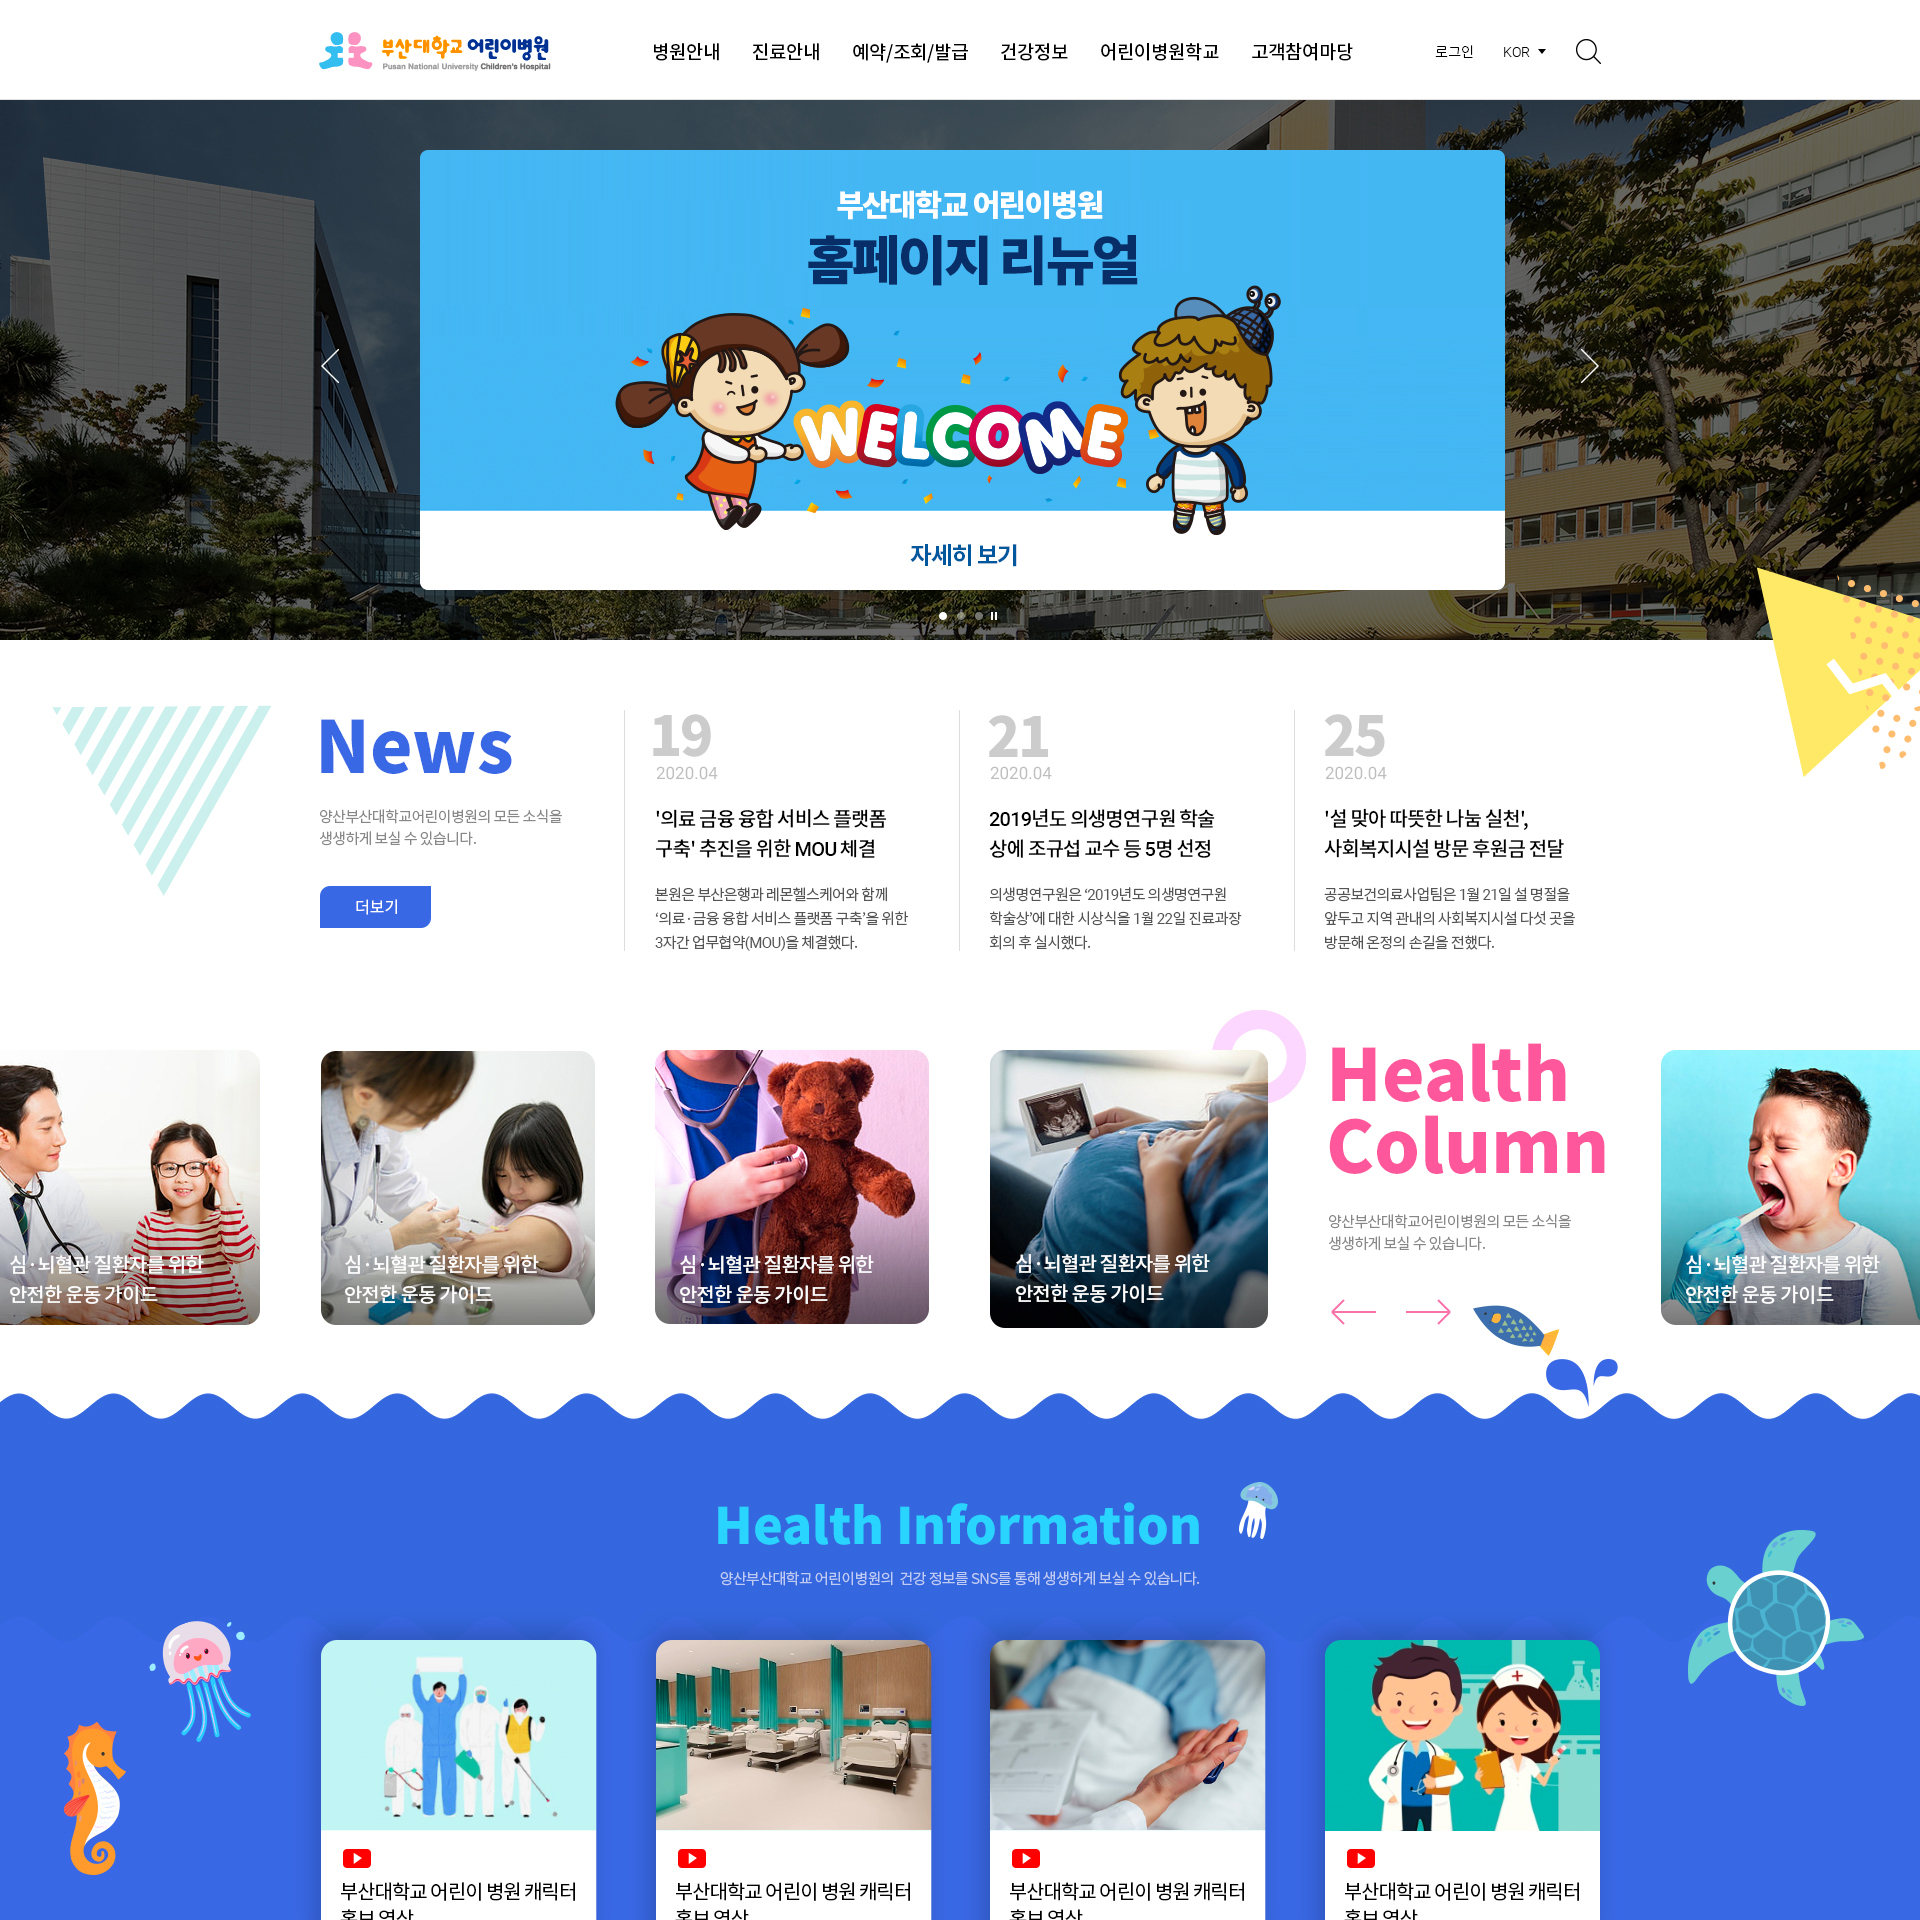 부산대학교 어린이병원
Pusan National University Children's Hospital
병원안내 진료안내 예약/조회/발급 건강정보 어린이병원학교 고객참여마당
로그인 KOR
부산대학교 어린이병원
홈페이지 리뉴얼
WELCOME
자세히 보기
News
양산부산대학교어린이병원의 모든 소식을
생생하게 보실 수 있습니다.
더보기
19
2020.04
'의료 금융 융합 서비스 플랫폼
구축' 추진을 위한 MOU 체결
본원은 부산은행과 레몬헬스케어와 함께
‘의료·금융 융합 서비스 플랫폼 구축’을 위한
3자간 업무협약(MOU)을 체결했다.
21
2020.04
2019년도 의생명연구원 학술
상에 조규섭 교수 등 5명 선정
의생명연구원은 ‘2019년도 의생명연구원
학술상’에 대한 시상식을 1월 22일 진료과장
회의 후 실시했다.
25
2020.04
'설 맞아 따뜻한 나눔 실천',
사회복지시설 방문 후원금 전달
공공보건의료사업팀은 1월 21일 설 명절을
앞두고 지역 관내의 사회복지시설 다섯 곳을
방문해 온정의 손길을 전했다.
심·뇌혈관 질환자를 위한
안전한 운동 가이드
심·뇌혈관 질환자를 위한
안전한 운동 가이드
심·뇌혈관 질환자를 위한
안전한 운동 가이드
심·뇌혈관 질환자를 위한
안전한 운동 가이드
Health
Column
양산부산대학교어린이병원의 모든 소식을
생생하게 보실 수 있습니다.
심·뇌혈관 질환자를 위한
안전한 운동 가이드
Health Information
양산부산대학교 어린이병원의 건강 정보를 SNS를 통해 생생하게 보실 수 있습니다.
부산대학교 어린이 병원 캐릭터
홍보 영상
부산대학교 어린이 병원 캐릭터
홍보 영상
부산대학교 어린이 병원 캐릭터
홍보 영상
부산대학교 어린이 병원 캐릭터
홍보 영상